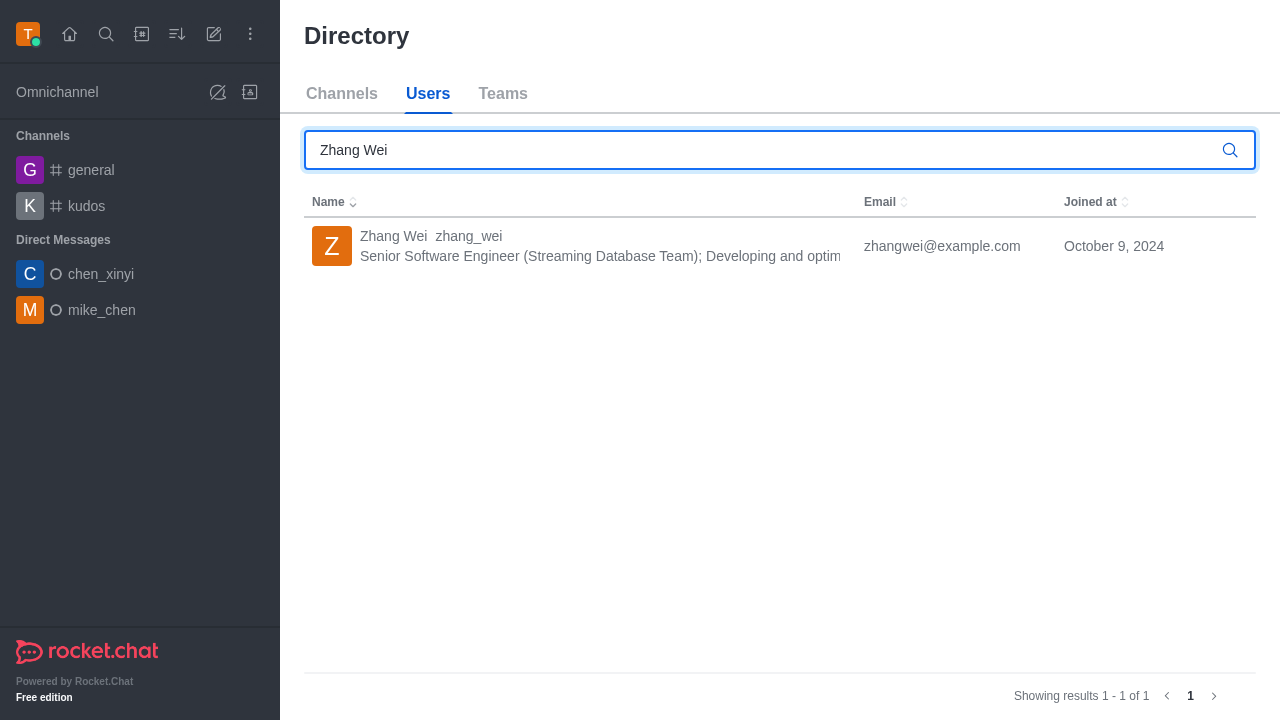 T
Directory
Omnichannel
Channels
G general
K kudos
Direct Messages
C chen_xinyi
M mike_chen
rocket.chat
Powered by Rocket.Chat
Free edition
Channels Users Teams
Zhang Wei
Name Email Joined at
Z
Zhang Wei zhang_wei
Senior Software Engineer (Streaming Database Team); Developing and optim
zhangwei@example.com
October 9, 2024
Showing results 1 - 1 of 1 1